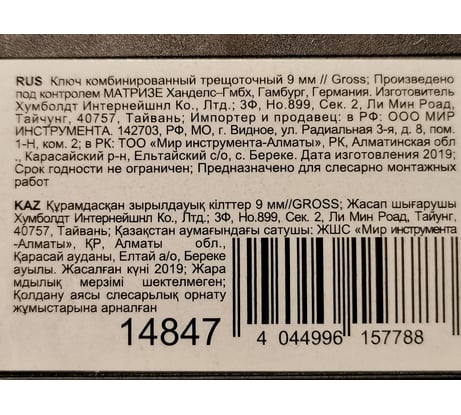 RUS Ключ комбинированный трещоточный 9 мм // Gross; Произведено
под контролем МАТРИЗЕ Ханделс–Гмбх, Гамбург, Германия. Изготовитель
Хумболдт Интернейшнл Ко., Лтд.; 3Ф, Но.899, Сек. 2, Ли Мин Роад,
Тайчунг, 40757, Тайвань; Импортер и продавец: в РФ: ООО МИР
ИНСТРУМЕНТА. 142703, РФ, МО, г. Видное, ул. Радиальная 3-я, д. 8, пом.
1-Н, ком. 2; в РК: ТОО «Мир инструмента-Алматы», РК, Алматинская обл
., Карасайский р-н, Ельтайский с/о, с. Береке. Дата изготовления 2019;
Срок годности не ограничен; Предназначено для слесарно монтажных
работ
KAZ Құрамдасқан зырылдауық кілттер 9 мм//GROSS; Жасап шығарушы
Хумболдт Интернейшнл Ко., Лтд.; 3Ф, Но.899, Сек. 2, Ли Мин Роад, Тайунг,
40757, Тайвань; Қазақстан аумағындағы сатушы: ЖШС «Мир инструмента
-Алматы», ҚР, Алматы обл.,
Қарасай ауданы, Елтай а/о, Береке
ауылы. Жасалған күні 2019; Жара
мдылық мерзімі шектелмеген;
Қолдану аясы слесарьлық орнату
жұмыстарына арналған
14847
4 044996 157788